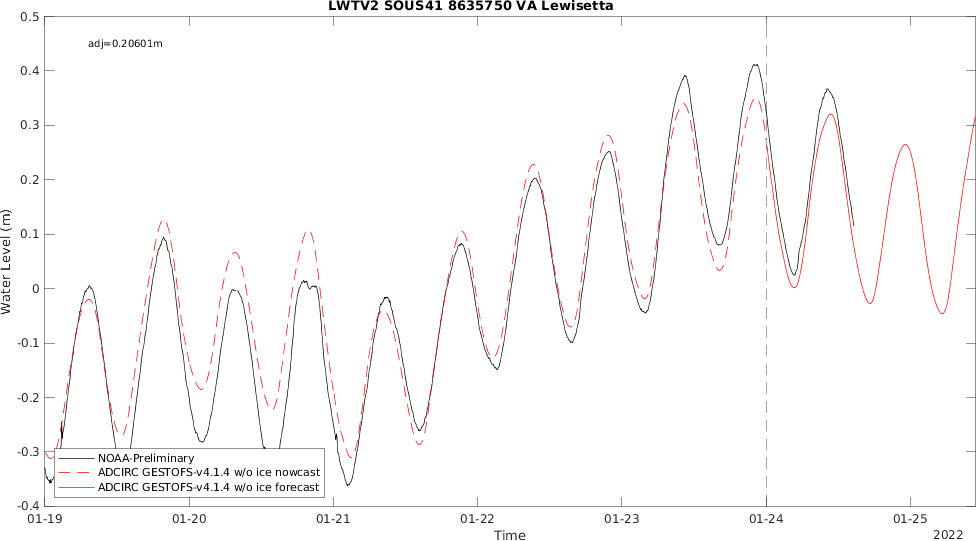 LWTV2 SOUS41 8635750 VA Lewisetta
adj=0.20601m
0.5
0.4
0.3
0.2
0.1
0
-0.1
-0.2
-0.3
-0.4
Water Level (m)
NOAA-Preliminary
ADCIRC GESTOFS-v4.1.4 w/o ice nowcast
ADCIRC GESTOFS-v4.1.4 w/o ice forecast
01-19 01-20 01-21 01-22 01-23 01-24 01-25
Time
2022